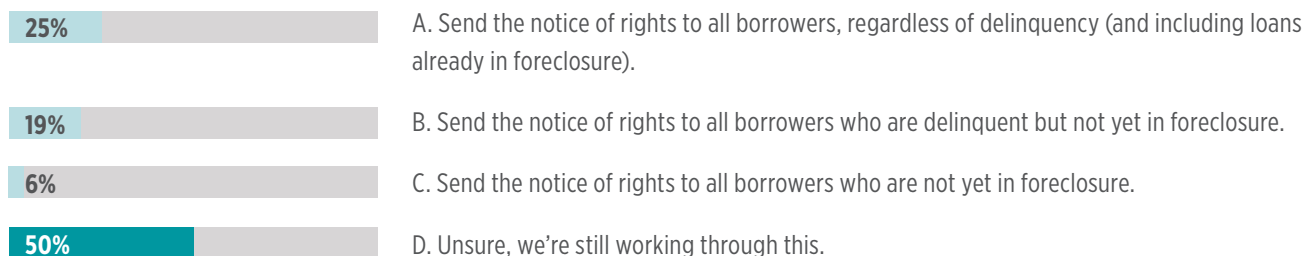 25%
A. Send the notice of rights to all borrowers, regardless of delinquency (and including loans
already in foreclosure).
19%
B. Send the notice of rights to all borrowers who are delinquent but not yet in foreclosure.
6%
C. Send the notice of rights to all borrowers who are not yet in foreclosure.
50%
D. Unsure, we’re still working through this.